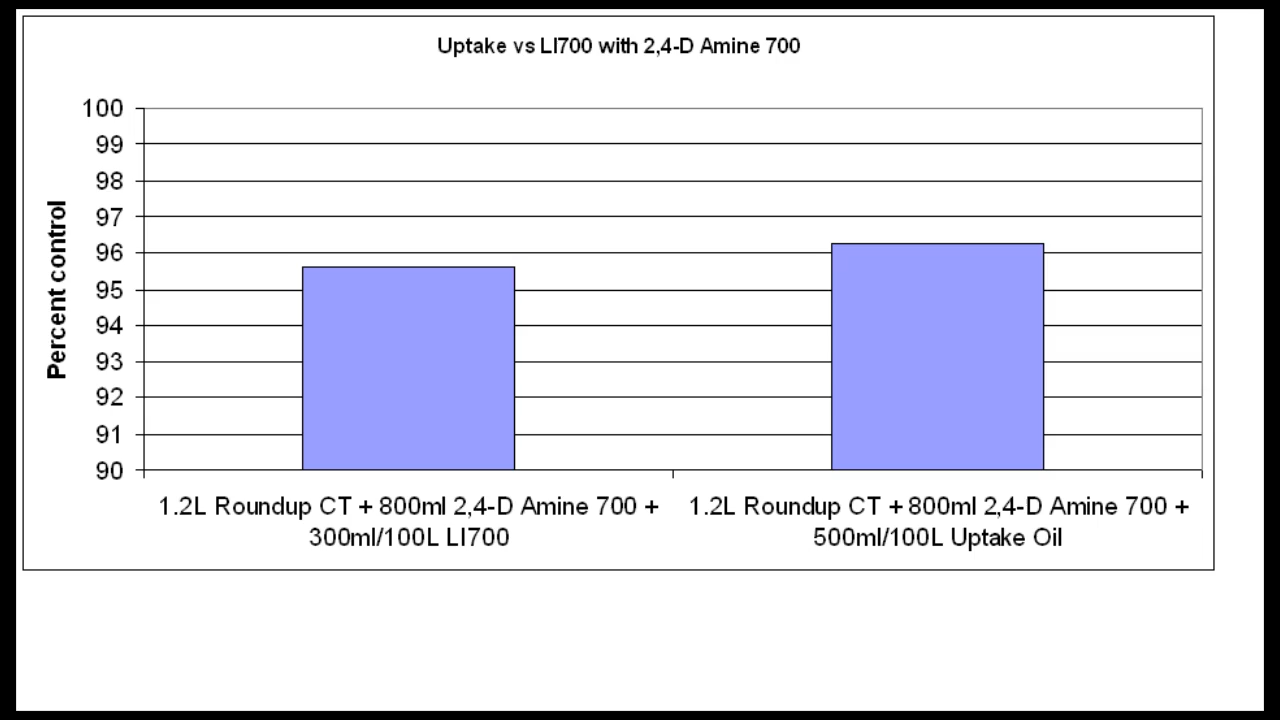 Uptake vs LI700 with 2,4-D Amine 700
Percent control
100
99
98
97
96
95
94
93
92
91
90
1.2L Roundup CT + 800ml 2,4-D Amine 700 +
300ml/100L LI700
1.2L Roundup CT + 800ml 2,4-D Amine 700 +
500ml/100L Uptake Oil